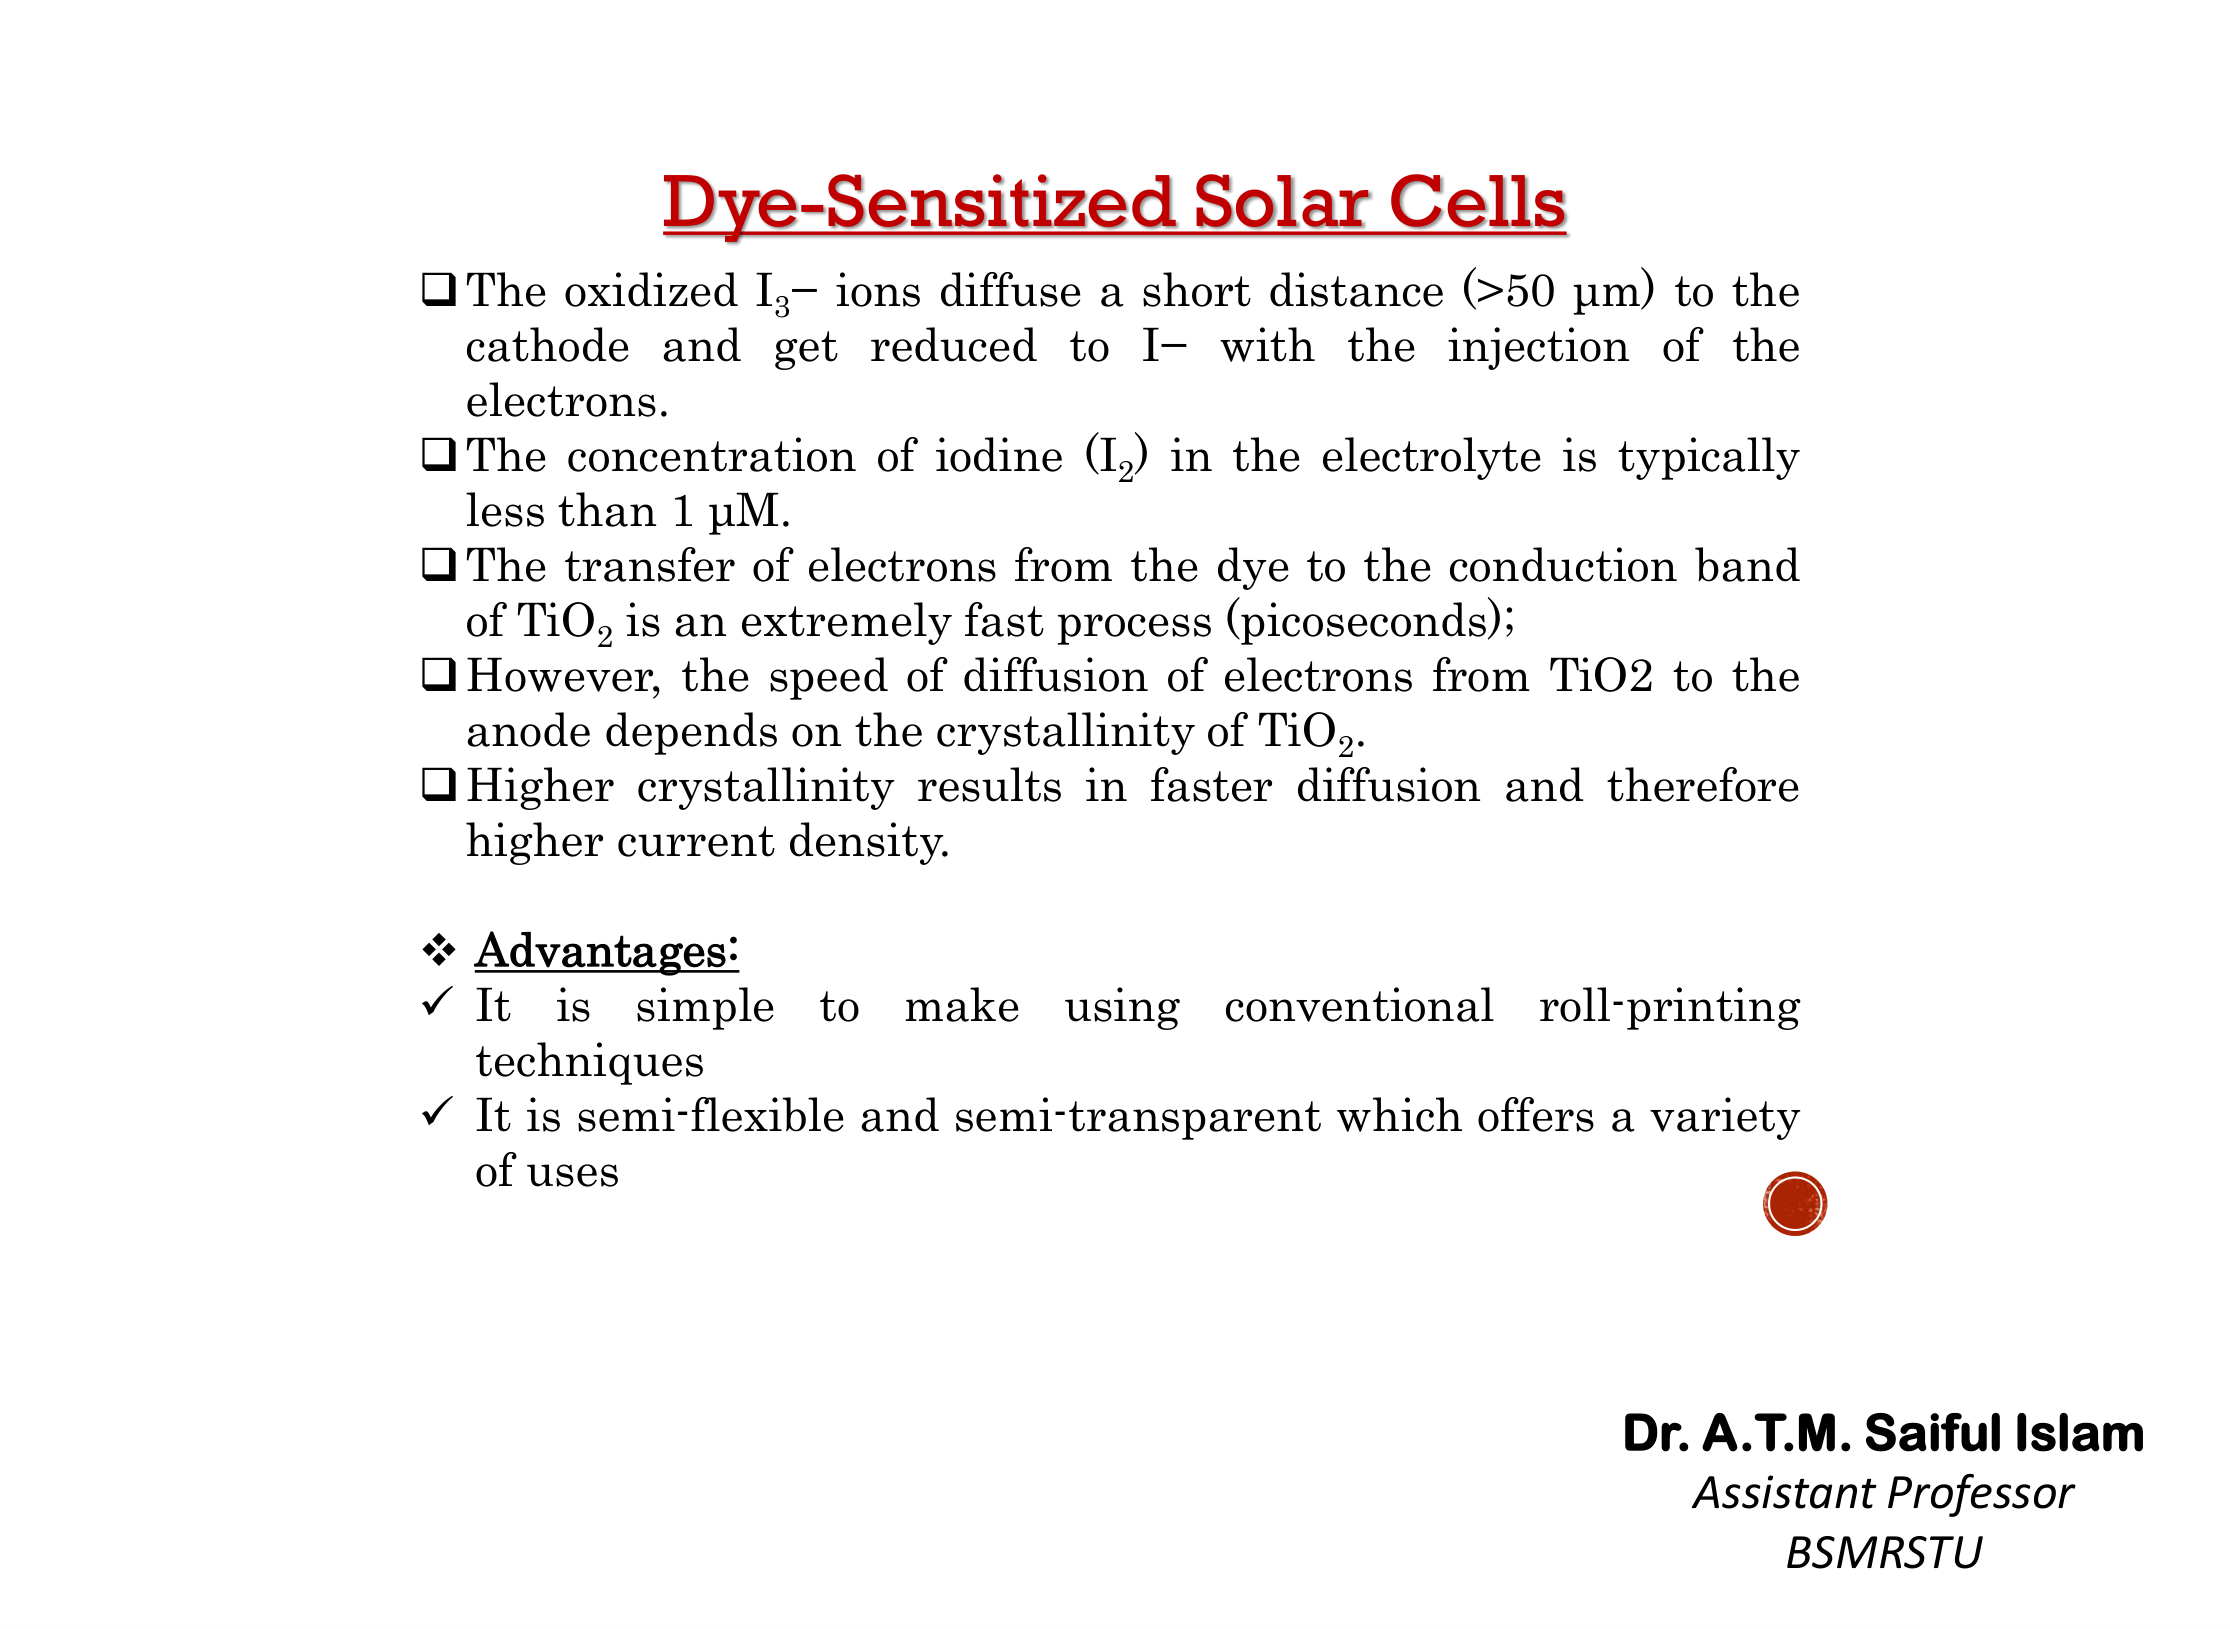 Dye-Sensitized Solar Cells
❑The oxidized I₃– ions diffuse a short distance (>50 µm) to the
cathode and get reduced to I– with the injection of the
electrons.
❑The concentration of iodine (I₂) in the electrolyte is typically
less than 1 µM.
❑The transfer of electrons from the dye to the conduction band
of TiO₂ is an extremely fast process (picoseconds);
❑However, the speed of diffusion of electrons from TiO2 to the
anode depends on the crystallinity of TiO₂.
❑Higher crystallinity results in faster diffusion and therefore
higher current density.
❖ Advantages:
✓ It is simple to make using conventional roll-printing
techniques
✓ It is semi-flexible and semi-transparent which offers a variety
of uses
Dr. A.T.M. Saiful Islam
Assistant Professor
BSMRSTU